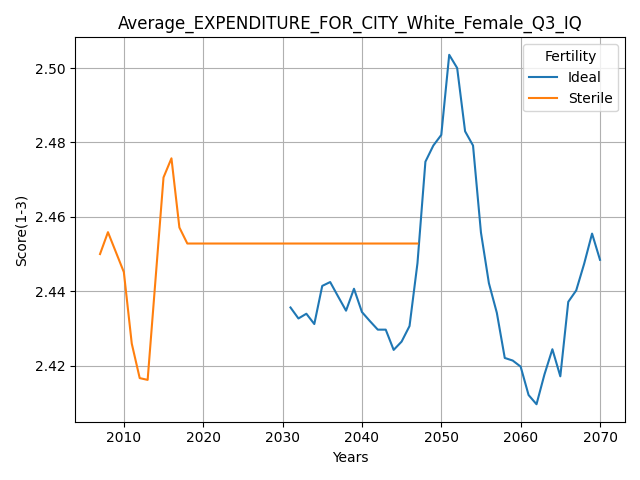 Average_EXPENDITURE_FOR_CITY_White_Female_Q3_IQ
Fertility
Ideal
Sterile
Score(1-3)
2.50
2.48
2.46
2.44
2.42
2010
2020
2030
2040
2050
2060
2070
Years